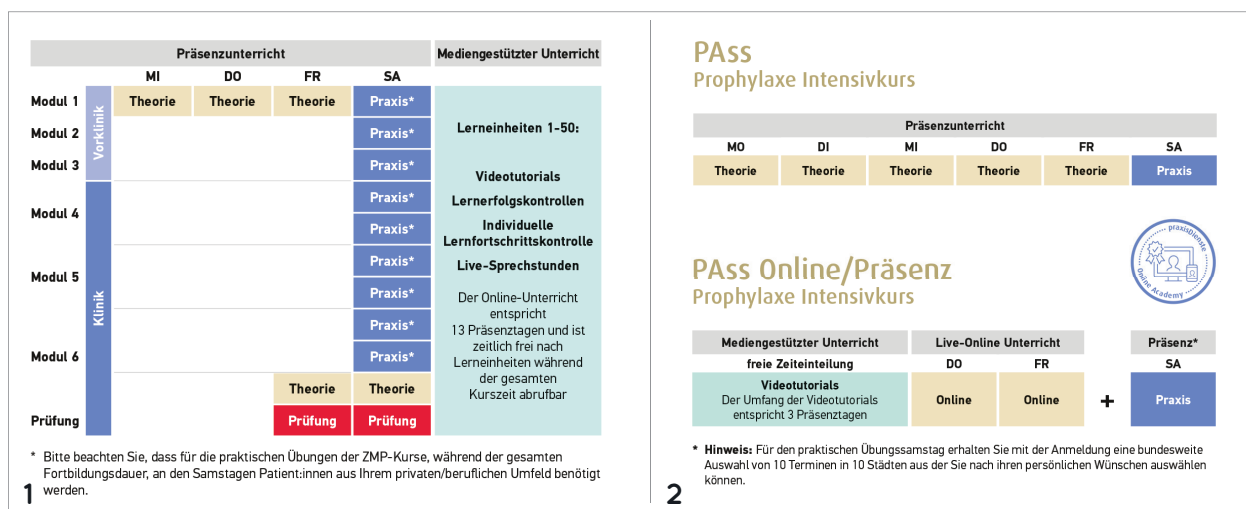 Präsenzunterricht
Mediengestützter Unterricht
MI DO FR SA
Modul 1
Vorklinik
Theorie Theorie Theorie Praxis*
Modul 2
Praxis*
Modul 3
Praxis*
Klinik
Modul 4
Praxis*
Praxis*
Modul 5
Praxis*
Praxis*
Modul 6
Praxis*
Praxis*
Theorie Theorie
Prüfung
Prüfung Prüfung
Lerneinheiten 1-50:
Videotutorials
Lernerfolgskontrollen
Individuelle
Lernfortschrittskontrolle
Live-Sprechstunden
Der Online-Unterricht
entspricht
13 Präsenztagen und ist
zeitlich frei nach
Lerneinheiten während
der gesamten
Kurszeit abrufbar
* Bitte beachten Sie, dass für die praktischen Übungen der ZMP-Kurse, während der gesamten
Fortbildungsdauer, an den Samstagen Patient:innen aus Ihrem privaten/beruflichen Umfeld benötigt
werden.
1
PAss
Prophylaxe Intensivkurs
Präsenzunterricht
MO DI MI DO FR SA
Theorie Theorie Theorie Theorie Theorie Praxis
PAss Online/Präsenz
Prophylaxe Intensivkurs
praxisDienste
Online Academy
Mediengestützter Unterricht Live-Online Unterricht Präsenz*
freie Zeiteinteilung DO FR SA
Videotutorials
Der Umfang der Videotutorials
entspricht 3 Präsenztagen
Online Online + Praxis
* Hinweis: Für den praktischen Übungssamstag erhalten Sie mit der Anmeldung eine bundesweite
Auswahl von 10 Terminen in 10 Städten aus der Sie nach ihren persönlichen Wünschen auswählen
können.
2